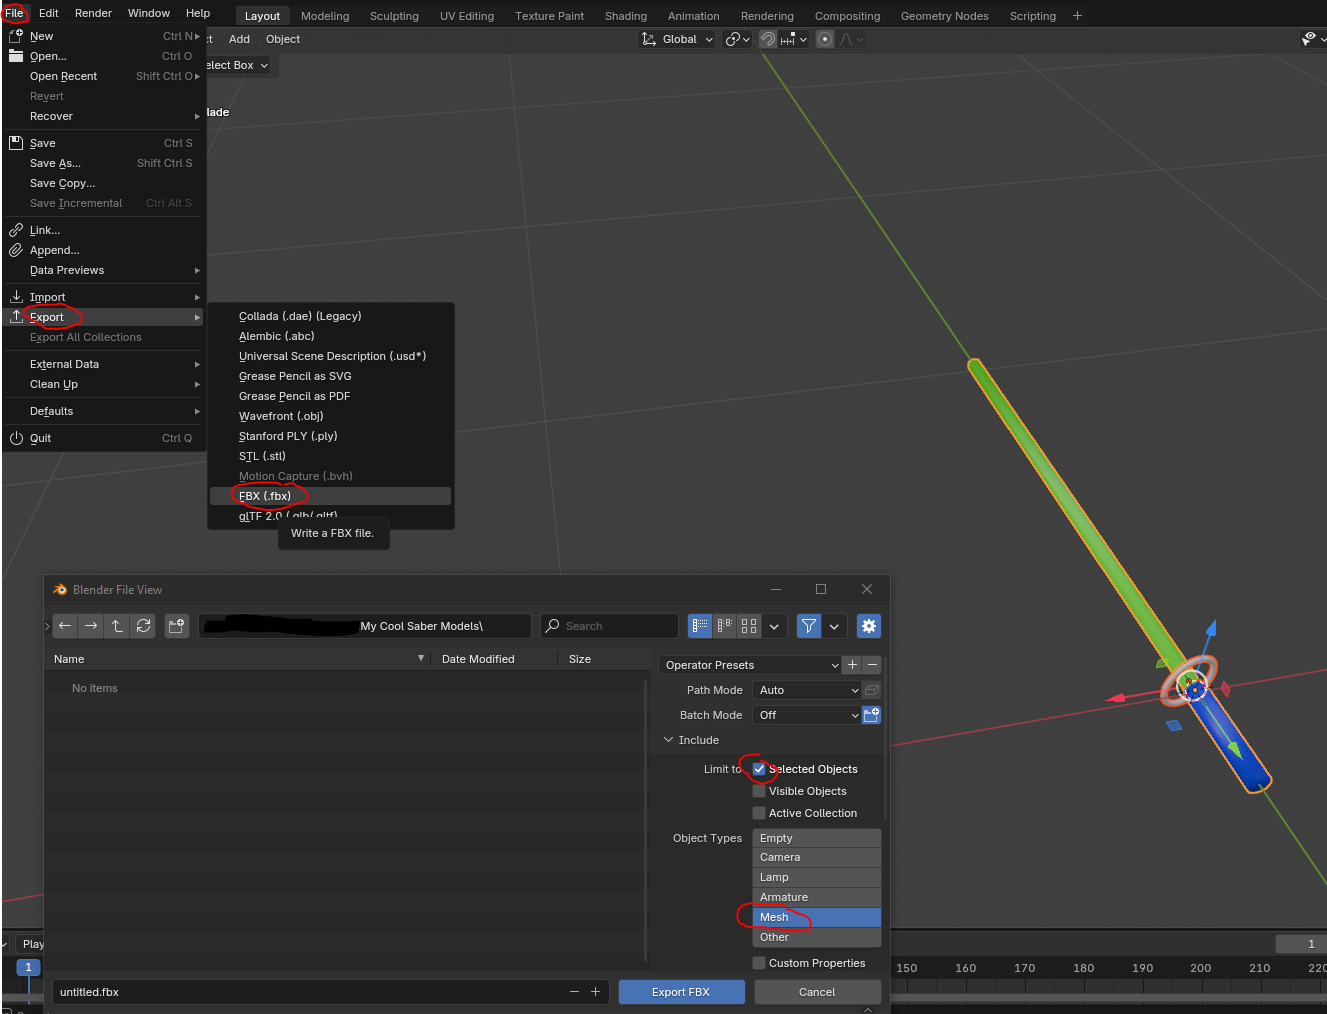 File Edit Render Window Help Layout Modeling Sculpting UV Editing Texture Paint Shading Animation Rendering Compositing Geometry Nodes Scripting +
New Ctrl N
Open... Ctrl O
Open Recent Shift Ctrl O
Revert
Recover
Save Ctrl S
Save As... Shift Ctrl S
Save Copy...
Save Incremental Ctrl Alt S
Link...
Append...
Data Previews
Import
Export
Export All Collections
External Data
Clean Up
Defaults
Quit Ctrl Q
ct Add Object Global
elect Box
lade
Collada (.dae) (Legacy)
Alembic (.abc)
Universal Scene Description (.usd*)
Grease Pencil as SVG
Grease Pencil as PDF
Wavefront (.obj)
Stanford PLY (.ply)
STL (.stl)
Motion Capture (.bvh)
FBX (.fbx)
glTF 2.0 (.glb/.gltf)
Write a FBX file.
Blender File View
My Cool Saber Models\ Search
Name Date Modified Size
No items
Operator Presets
Path Mode Auto
Batch Mode Off
Include
Limit to Selected Objects
Visible Objects
Active Collection
Object Types Empty
Camera
Lamp
Armature
Mesh
Other
Custom Properties
untitled.fbx Export FBX Cancel
Play
1
1
150 160 170 180 190 200 210 220